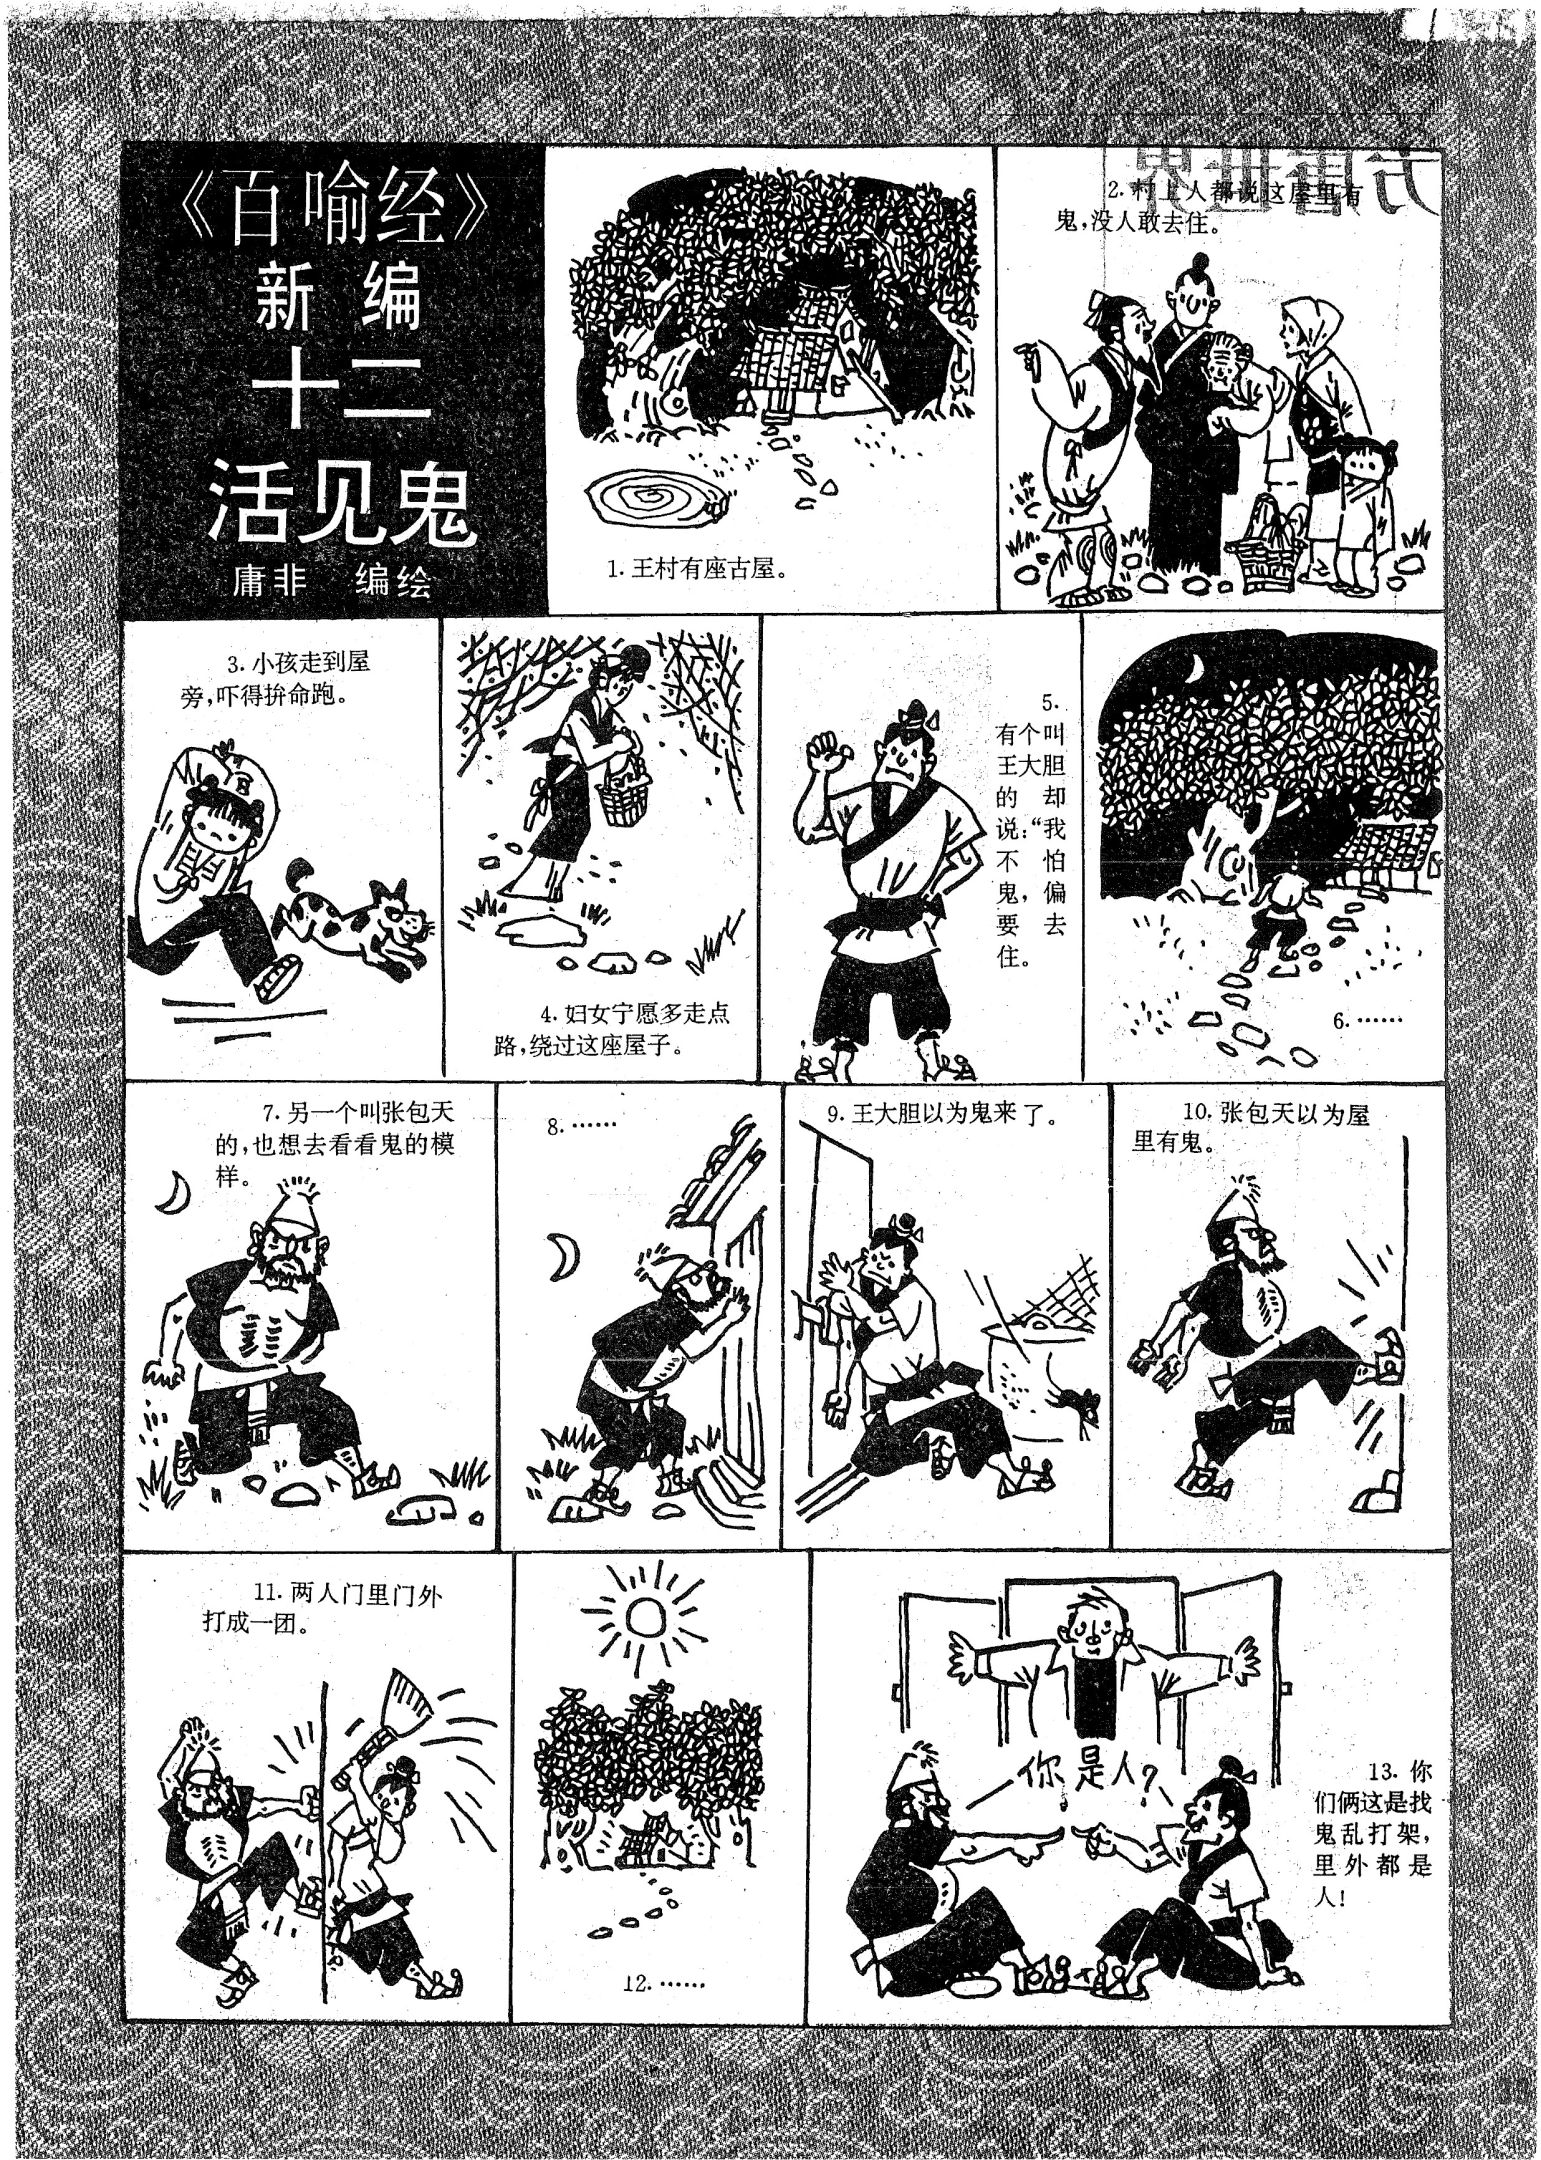 《百喻经》
新 编
十二
活见鬼
庸非 编绘
1. 王村有座古屋。
2. 村上人都说这屋里有
鬼，没人敢去住。
3. 小孩走到屋
旁，吓得拚命跑。
4. 妇女宁愿多走点
路，绕过这座屋子。
5.
有个叫
王大胆
的 却
说：“我
不 怕
鬼，偏
要 去
住。
6. ……
7. 另一个叫张包天
的，也想去看看鬼的模
样。
8. ……
9. 王大胆以为鬼来了。
10. 张包天以为屋
里有鬼。
11. 两人门里门外
打成一团。
12. ……
你是人？
13. 你
们俩这是找
鬼乱打架，
里外都是
人！